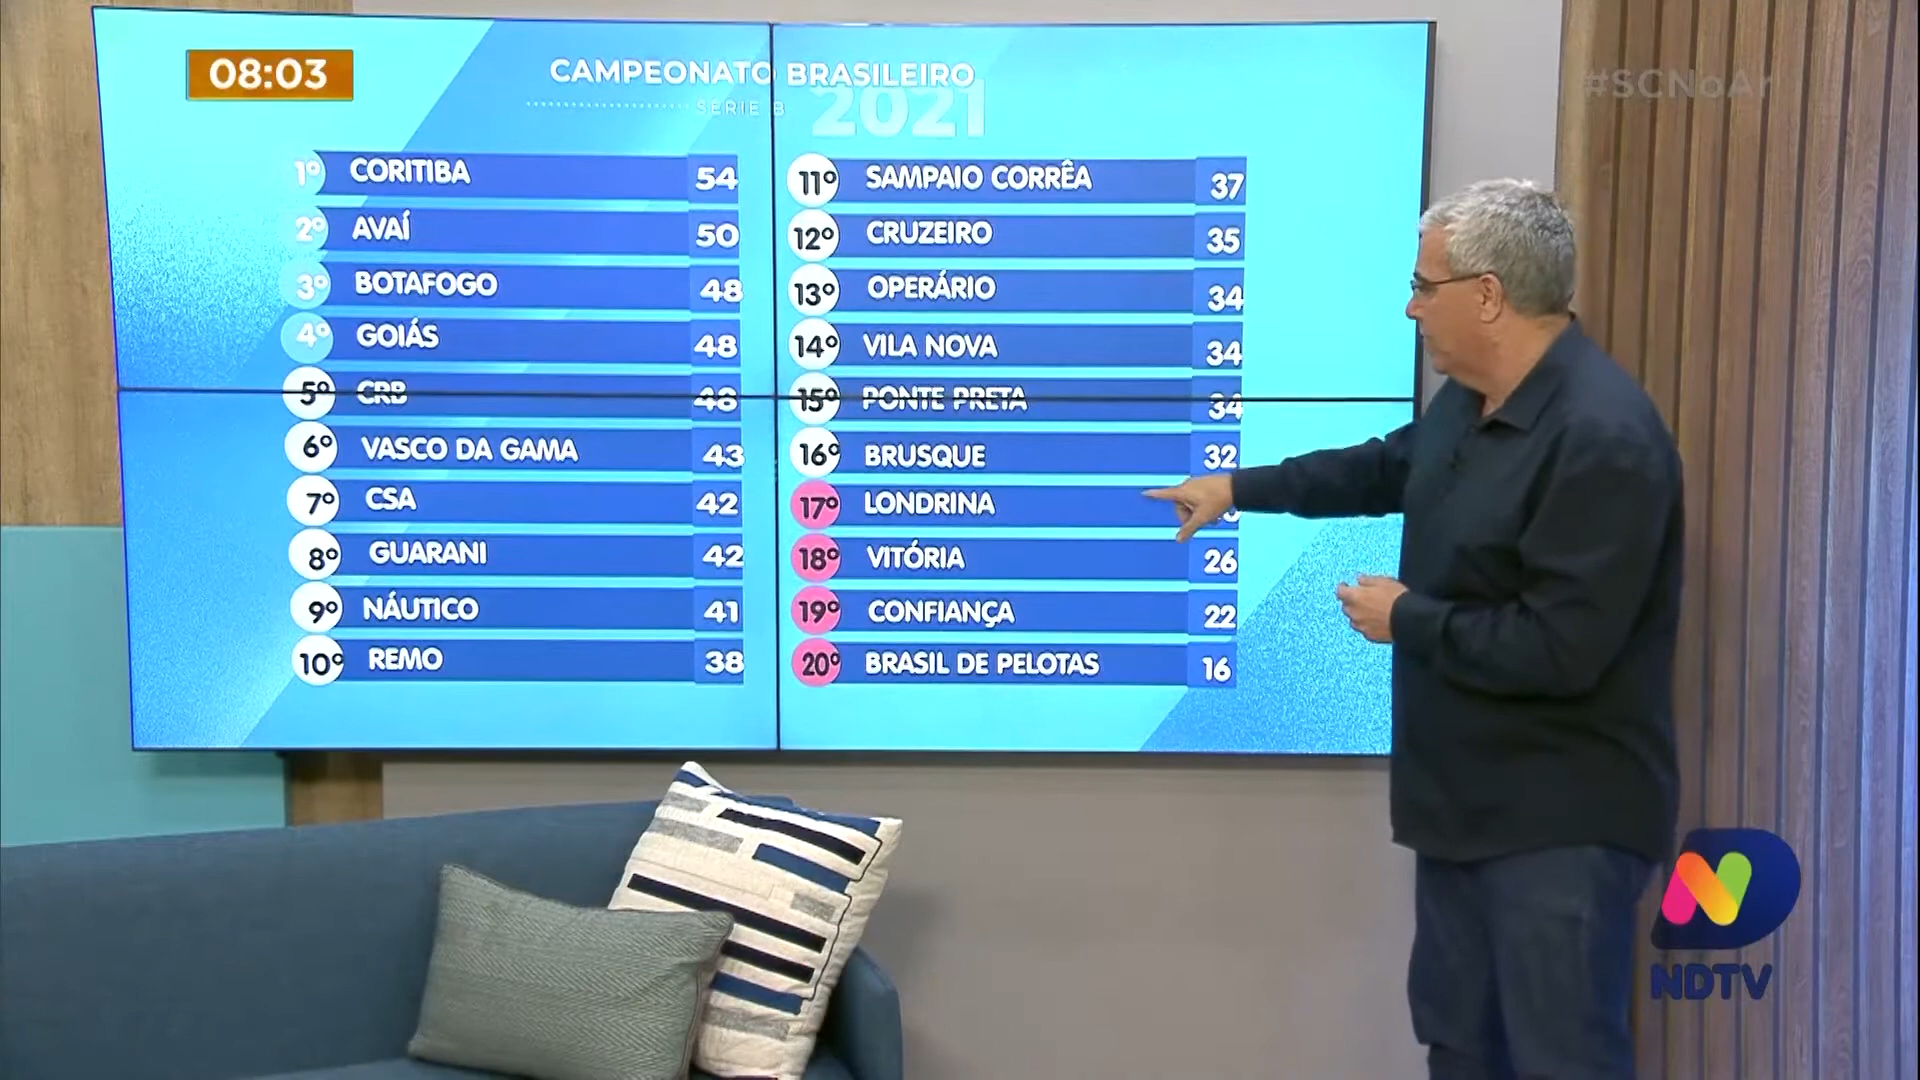 08:03
CAMPEONATO BRASILEIRO
SÉRIE B 2021
#SCNoAr
1º CORITIBA 54
2º AVAÍ 50
3º BOTAFOGO 48
4º GOIÁS 48
5º CRB 48
6º VASCO DA GAMA 43
7º CSA 42
8º GUARANI 42
9º NÁUTICO 41
10º REMO 38
11º SAMPAIO CORRÊA 37
12º CRUZEIRO 35
13º OPERÁRIO 34
14º VILA NOVA 34
15º PONTE PRETA 34
16º BRUSQUE 32
17º LONDRINA
18º VITÓRIA 26
19º CONFIANÇA 22
20º BRASIL DE PELOTAS 16
NDTV